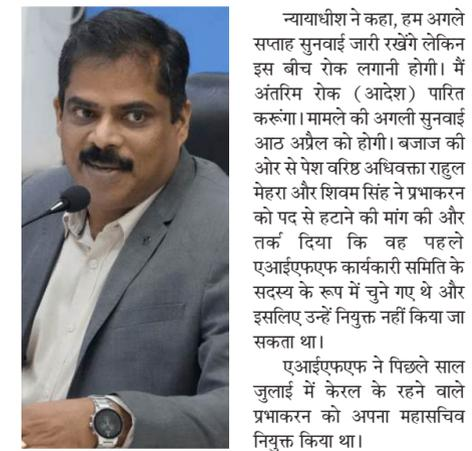 न्यायाधीश ने कहा, हम अगले
सप्ताह सुनवाई जारी रखेंगे लेकिन
इस बीच रोक लगानी होगी। मैं
अंतरिम रोक (आदेश) पारित
करूंगा। मामले की अगली सुनवाई
आठ अप्रैल को होगी। बजाज की
ओर से पेश वरिष्ठ अधिवक्ता राहुल
मेहरा और शिवम सिंह ने प्रभाकरन
को पद से हटाने की मांग की और
तर्क दिया कि वह पहले
एआईएफएफ कार्यकारी समिति के
सदस्य के रूप में चुने गए थे और
इसलिए उन्हें नियुक्त नहीं किया जा
सकता था।
एआईएफएफ ने पिछले साल
जुलाई में केरल के रहने वाले
प्रभाकरन को अपना महासचिव
नियुक्त किया था।